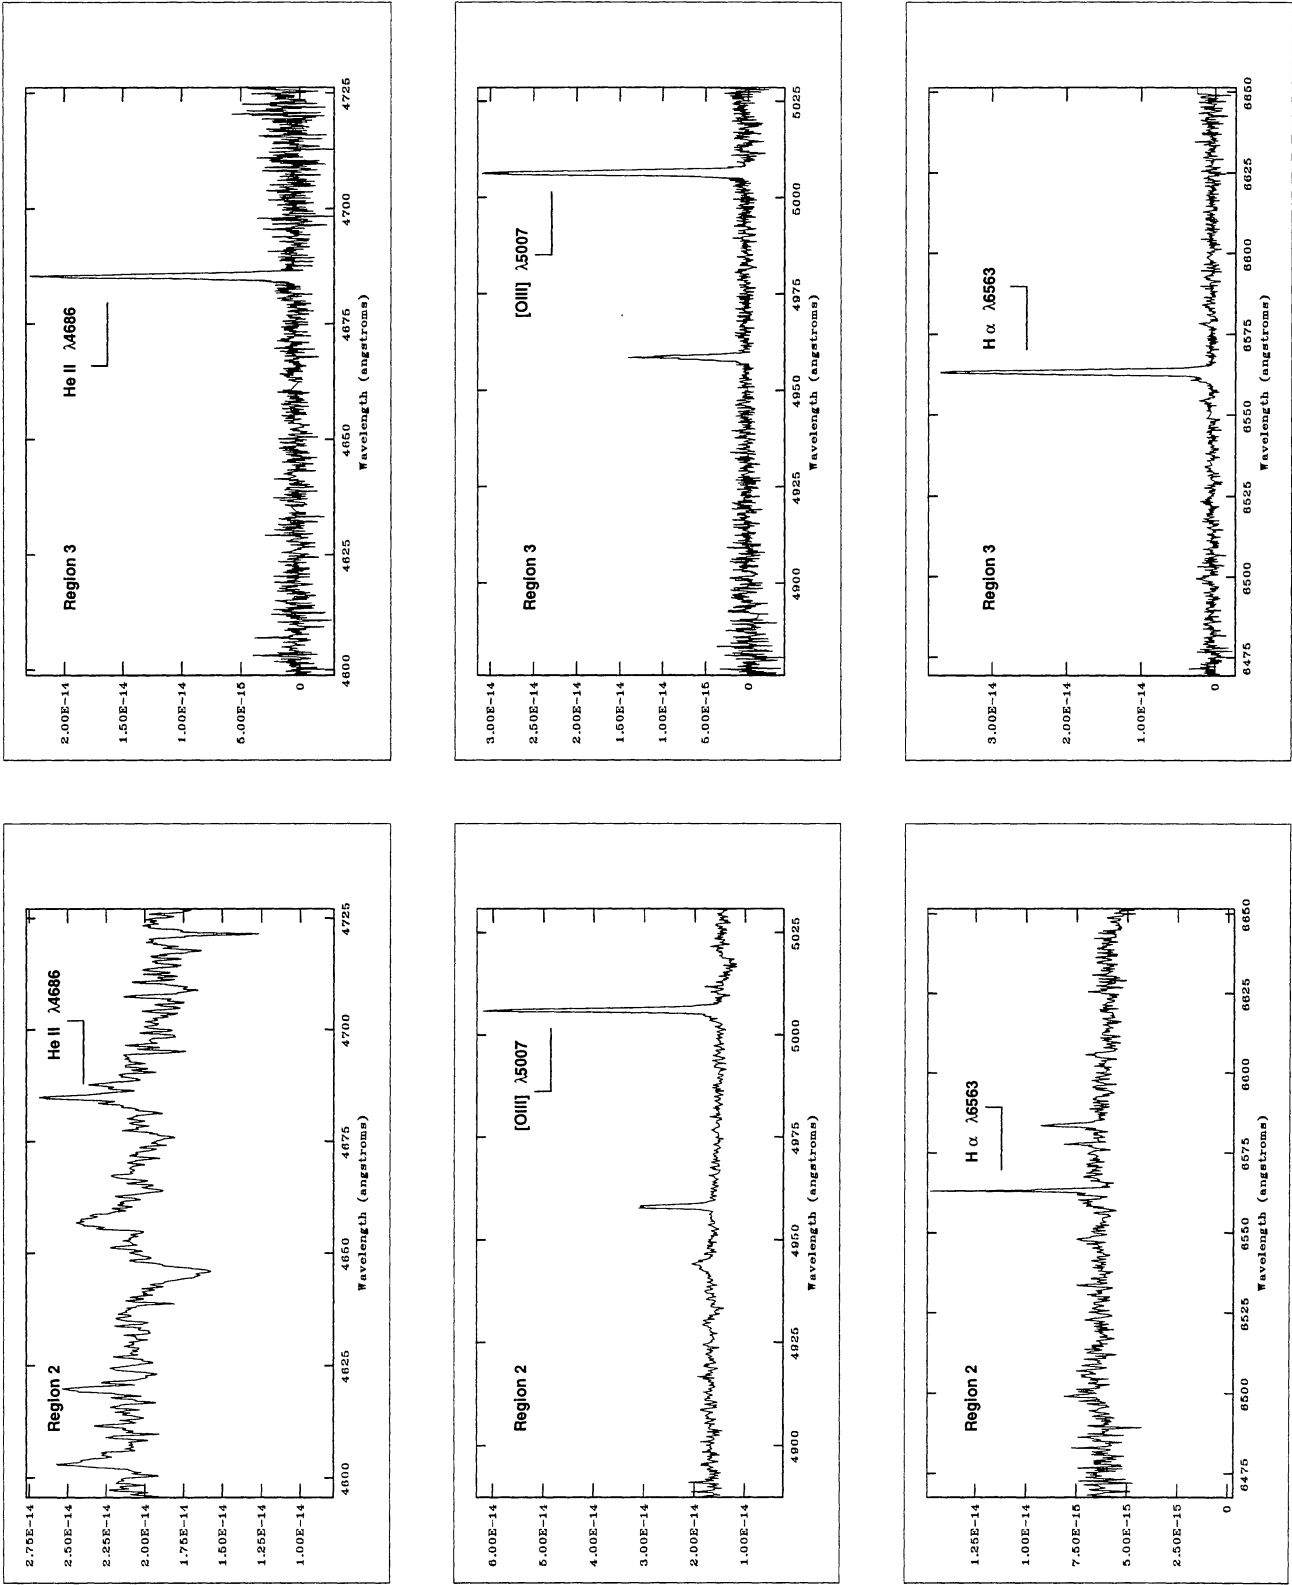 Region 2
He II λ4686
2.75E-14
2.50E-14
2.25E-14
2.00E-14
1.75E-14
1.50E-14
1.25E-14
1.00E-14
4600 4625 4650 4675 4700 4725
Wavelength (angstroms)
Region 3
He II λ4686
2.00E-14
1.50E-14
1.00E-14
5.00E-15
0
4600 4625 4650 4675 4700 4725
Wavelength (angstroms)
Region 2
[OIII] λ5007
6.00E-14
5.00E-14
4.00E-14
3.00E-14
2.00E-14
1.00E-14
4900 4925 4950 4975 5000 5025
Wavelength (angstroms)
Region 3
[OIII] λ5007
3.00E-14
2.50E-14
2.00E-14
1.50E-14
1.00E-14
5.00E-15
0
4900 4925 4950 4975 5000 5025
Wavelength (angstroms)
Region 2
H α λ6563
1.25E-14
1.00E-14
7.50E-15
5.00E-15
2.50E-15
0
6475 6500 6525 6550 6575 6600 6625 6650
Wavelength (angstroms)
Region 3
H α λ6563
3.00E-14
2.00E-14
1.00E-14
0
6475 6500 6525 6550 6575 6600 6625 6650
Wavelength (angstroms)